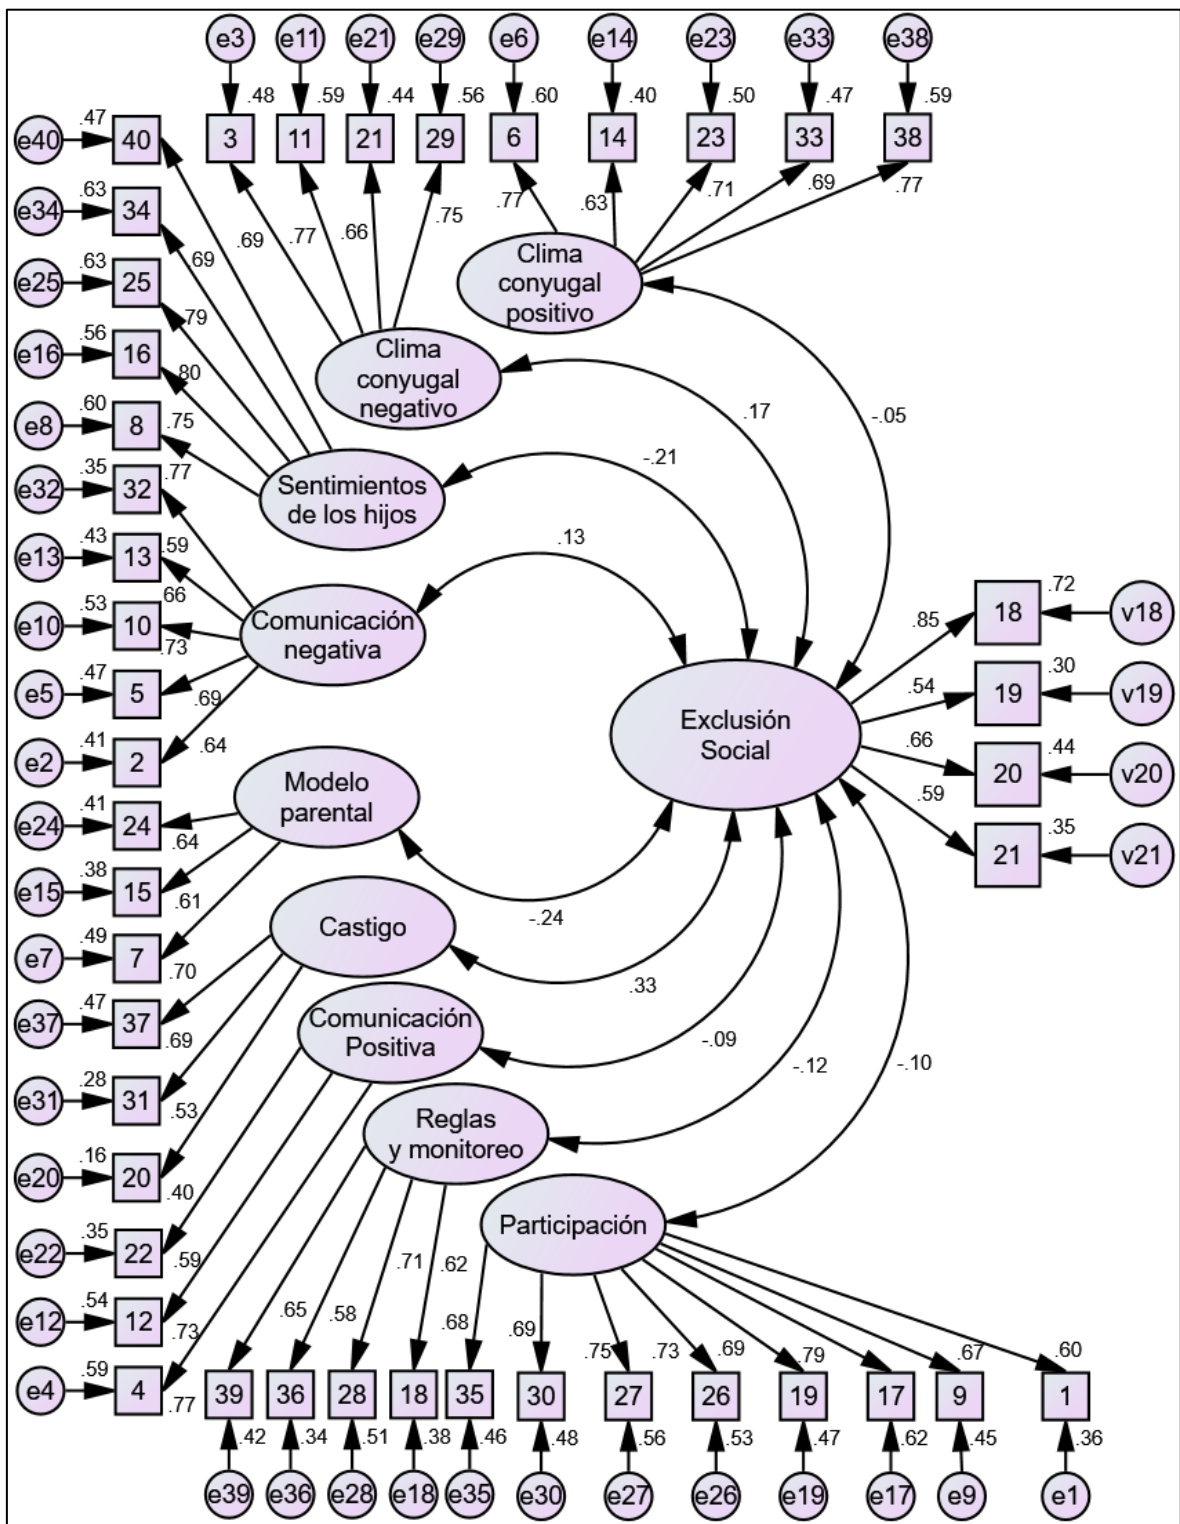 e3 e11 e21 e29 e6 e14 e23 e33 e38
.48 .59 .44 .56 .60 .40 .50 .47 .59
3 11 21 29 6 14 23 33 38
.47
e40 40
.63
e34 34
.63
e25 25
.56
e16 16
.60
e8 8
.35
e32 32
.43
e13 13
.53
e10 10
.47
e5 5
.41
e2 2
.41
e24 24
.38
e15 15
.49
e7 7
.47
e37 37
.28
e31 31
.16
e20 20
.35
e22 22
.54
e12 12
.59
e4 4
.77 .63 .71 .69 .77
Clima
conyugal
positivo
.69 .77 .66 .75
Clima
conyugal
negativo
.69
.79
.80
.75
.77
Sentimientos
de los hijos
.59
.66
.73
.69
.64
Comunicación
negativa
.64
.61
.70
Modelo
parental
.69
.53
.40
Castigo
.59
.73
.77
Comunicación
Positiva
Reglas
y monitoreo
Participación
-.05
.17
-.21
.13
-.24
.33
-.09
-.12
-.10
Exclusión
Social
.85
.54
.66
.59
.72
18 v18
.30
19 v19
.44
20 v20
.35
21 v21
.65 .58 .71 .62
.68 .69 .75 .73 .69 .79 .67 .60
39 36 28 18 35 30 27 26 19 17 9 1
.42 .34 .51 .38 .46 .48 .56 .53 .47 .62 .45 .36
e39 e36 e28 e18 e35 e30 e27 e26 e19 e17 e9 e1